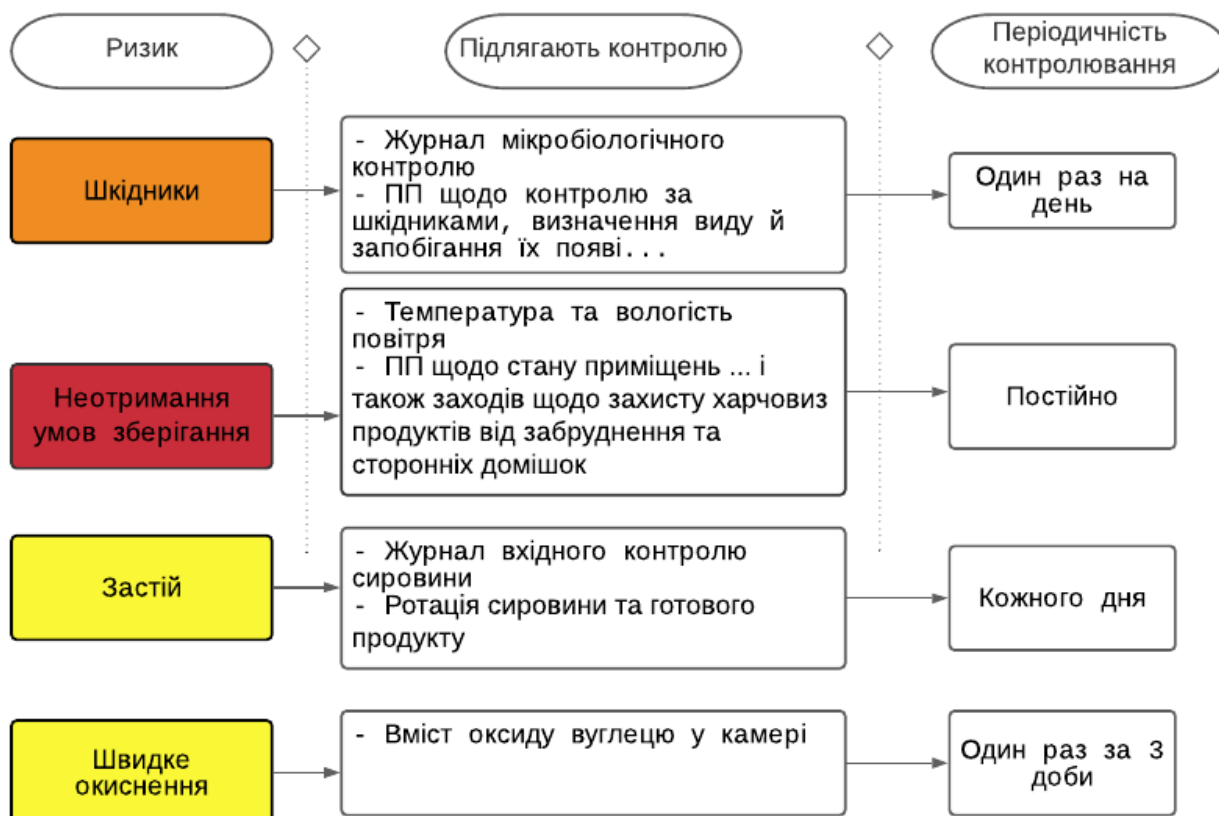 Ризик
Підлягають контролю
Періодичність
контролювання
Шкідники
- Журнал мікробіологічного
контролю
- ПП щодо контролю за
шкідниками, визначення виду й
запобігання їх появі...
Один раз на
день
Неотримання
умов зберігання
- Температура та вологість
повітря
- ПП щодо стану приміщень ... і
також заходів щодо захисту харчовиз
продуктів від забруднення та
сторонніх домішок
Постійно
Застій
- Журнал вхідного контролю
сировини
- Ротація сировини та готового
продукту
Кожного дня
Швидке
окиснення
- Вміст оксиду вуглецю у камері
Один раз за 3
доби